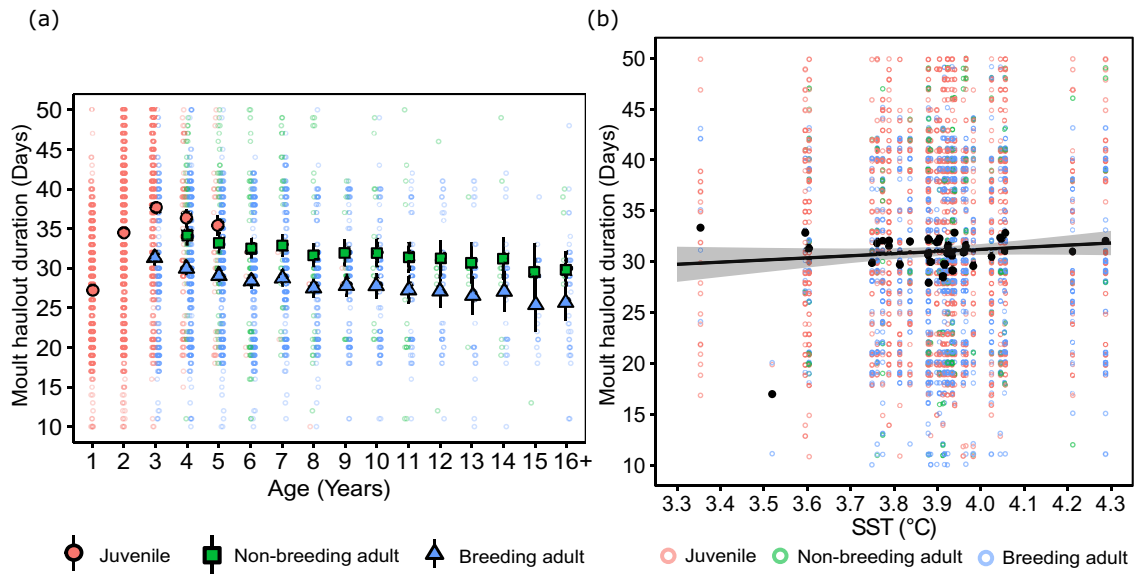 (a)
Moult haulout duration (Days)
50
45
40
35
30
25
20
15
10
1 2 3 4 5 6 7 8 9 10 11 12 13 14 15 16+
Age (Years)
Juvenile Non-breeding adult Breeding adult
(b)
Moult haulout duration (Days)
50
45
40
35
30
25
20
15
10
3.3 3.4 3.5 3.6 3.7 3.8 3.9 4.0 4.1 4.2 4.3
SST (°C)
Juvenile Non-breeding adult Breeding adult